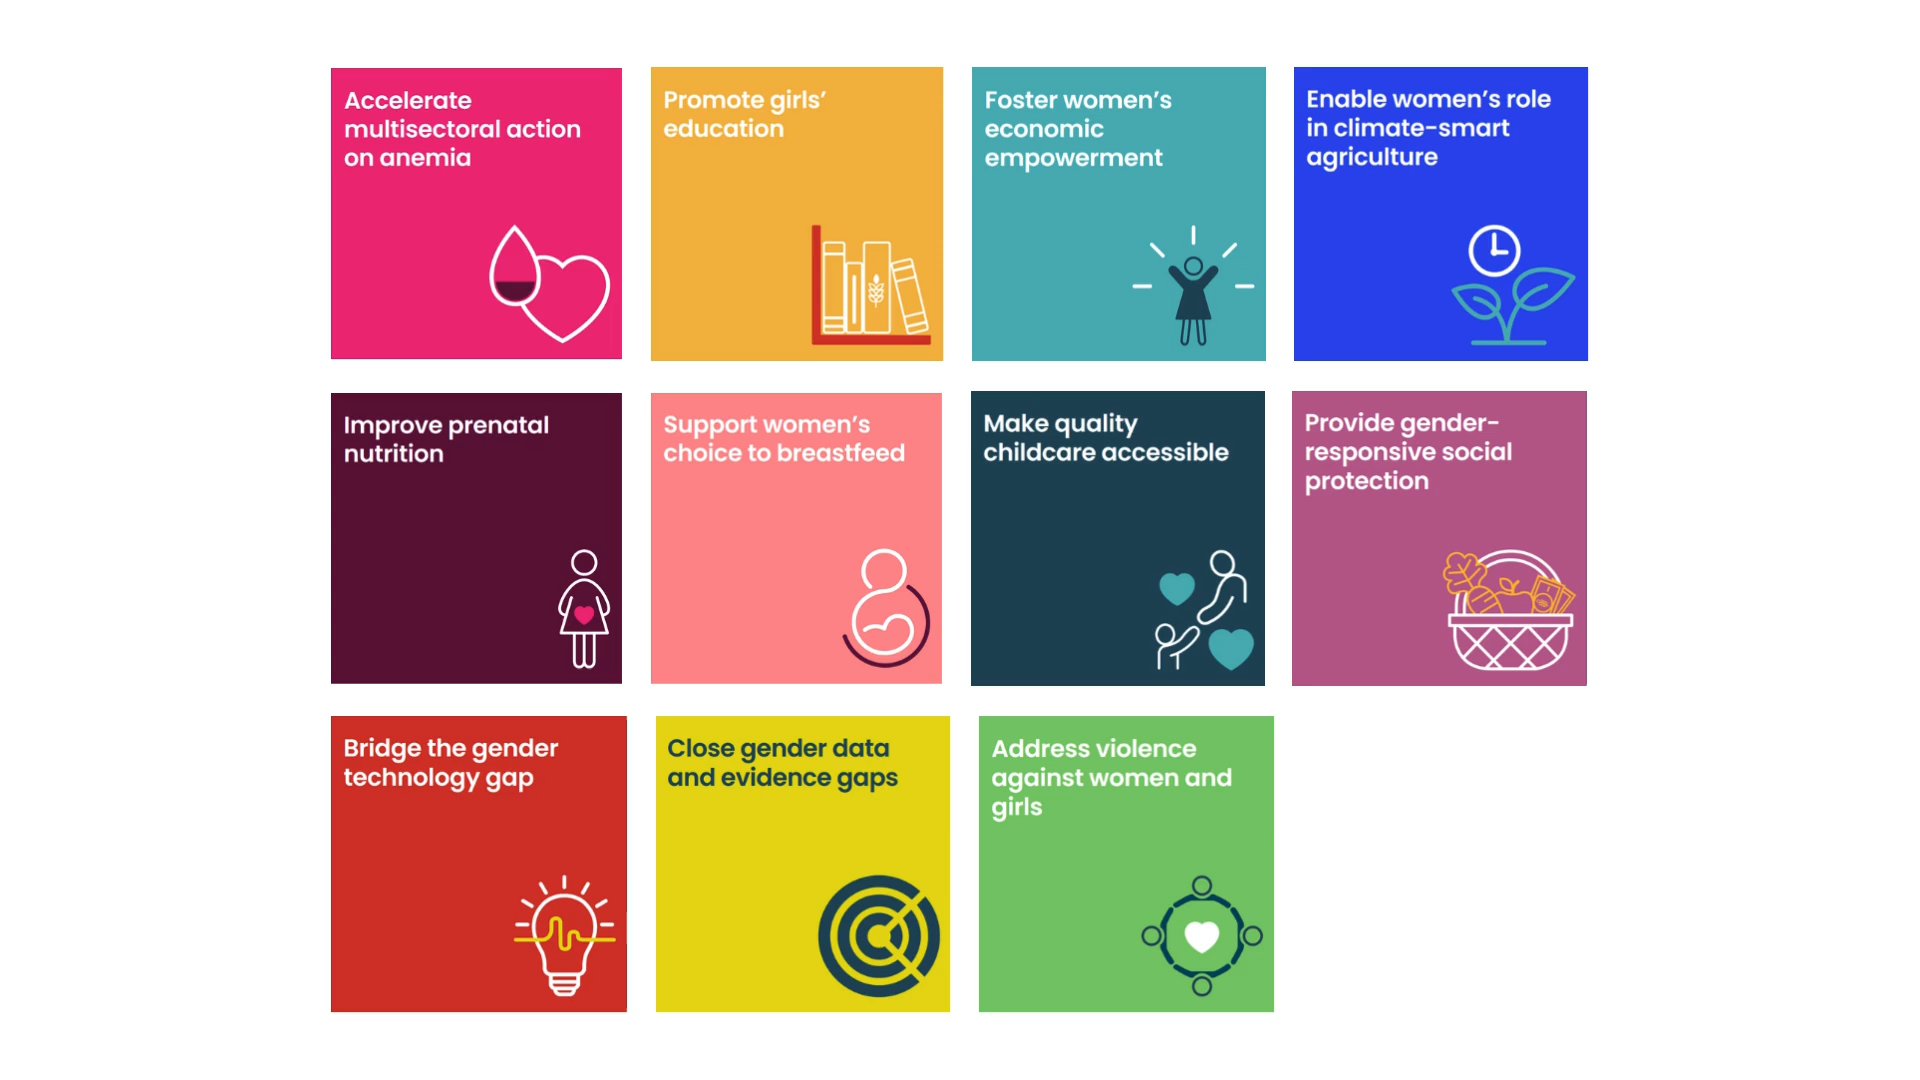 Accelerate
multisectoral action
on anemia
Promote girls’
education
Foster women’s
economic
empowerment
Enable women’s role
in climate-smart
agriculture
Improve prenatal
nutrition
Support women’s
choice to breastfeed
Make quality
childcare accessible
Provide gender-
responsive social
protection
Bridge the gender
technology gap
Close gender data
and evidence gaps
Address violence
against women and
girls